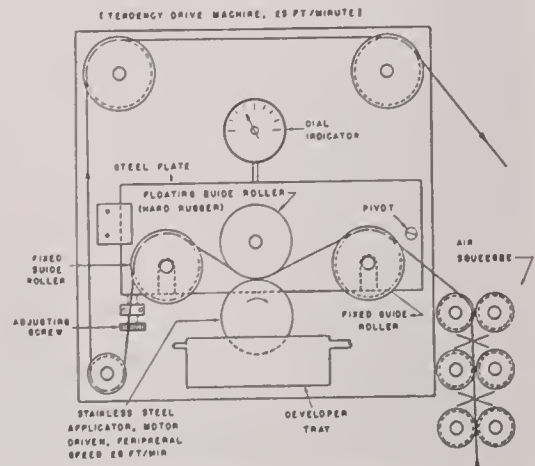 [TENDENCY DRIVE MACHINE, 25 FT/MINUTE]
DIAL
INDICATOR
STEEL PLATE
FLOATING GUIDE ROLLER
(HARD RUBBER)
PIVOT
AIR
SQUEEGEE
FIXED
GUIDE
ROLLER
FIXED GUIDE
ROLLER
ADJUSTING
SCREW
STAINLESS STEEL
APPLICATOR, MOTOR
DRIVEN, PERIPHERAL
SPEED 28 FT/MIN
DEVELOPER
TRAY